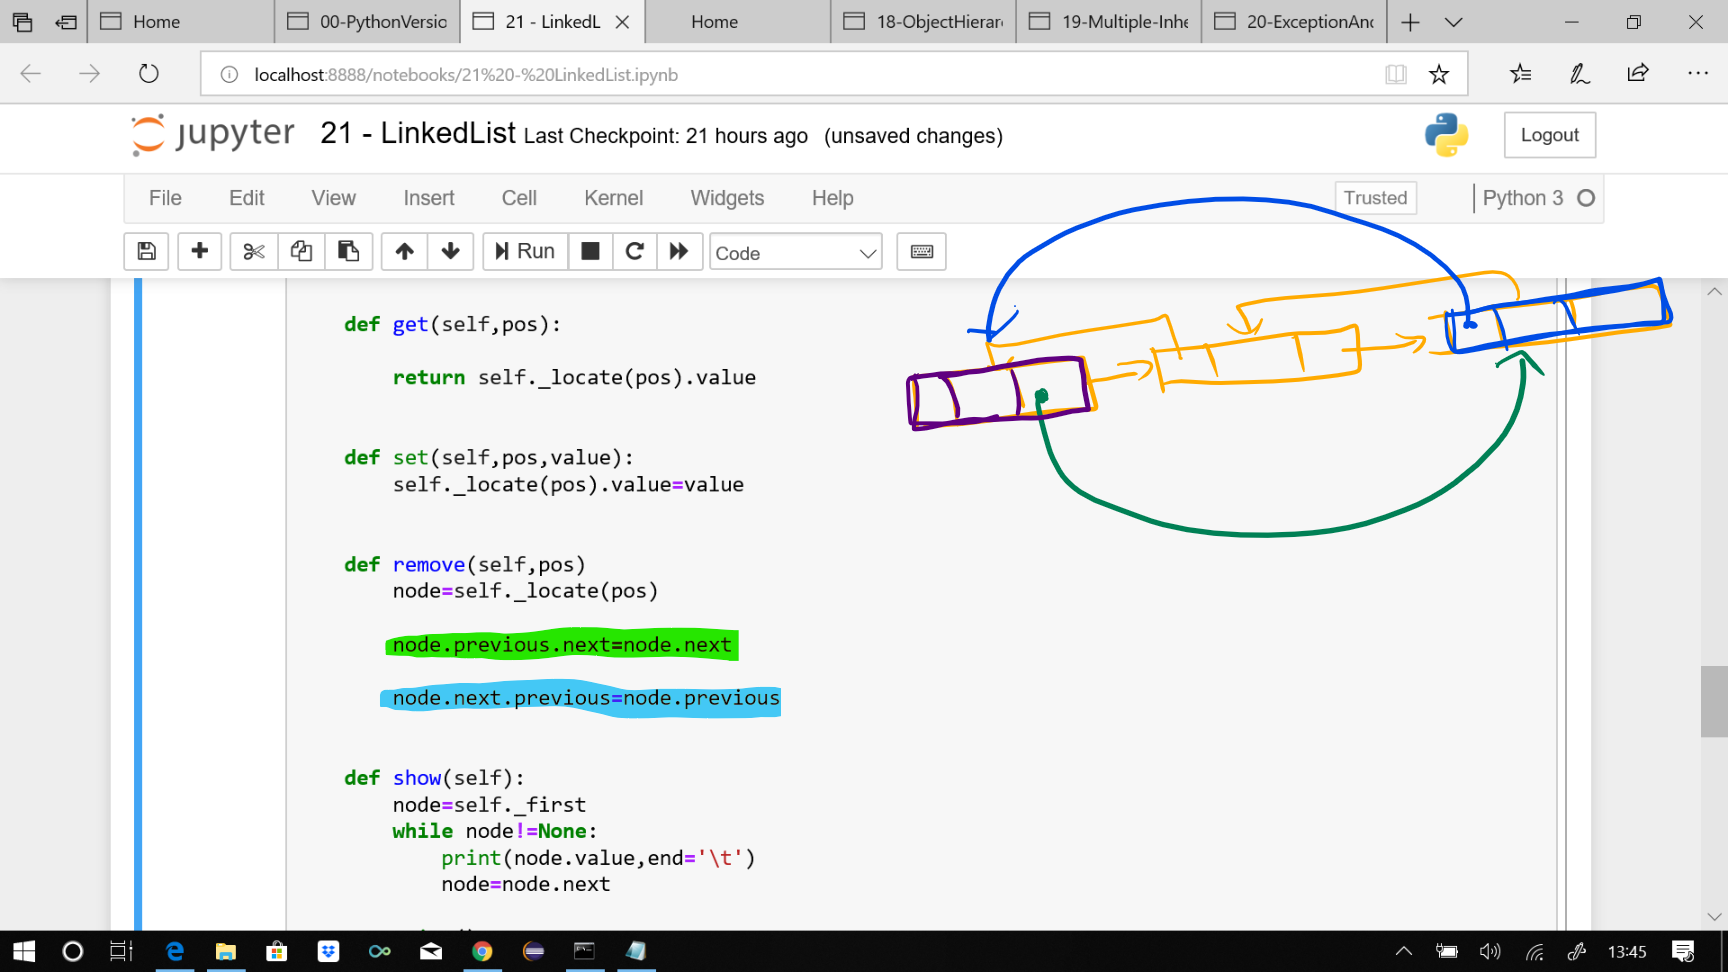 Home
00-PythonVersio
21 - LinkedL
Home
18-ObjectHierar
19-Multiple-Inhe
20-ExceptionAnd
localhost:8888/notebooks/21%20-%20LinkedList.ipynb
jupyter 21 - LinkedList Last Checkpoint: 21 hours ago (unsaved changes)
Logout
File Edit View Insert Cell Kernel Widgets Help
Trusted
Python 3
Run
Code
def get(self,pos):
return self._locate(pos).value
def set(self,pos,value):
self._locate(pos).value=value
def remove(self,pos)
node=self._locate(pos)
node.previous.next=node.next
node.next.previous=node.previous
def show(self):
node=self._first
while node!=None:
print(node.value,end='\t')
node=node.next
13:45